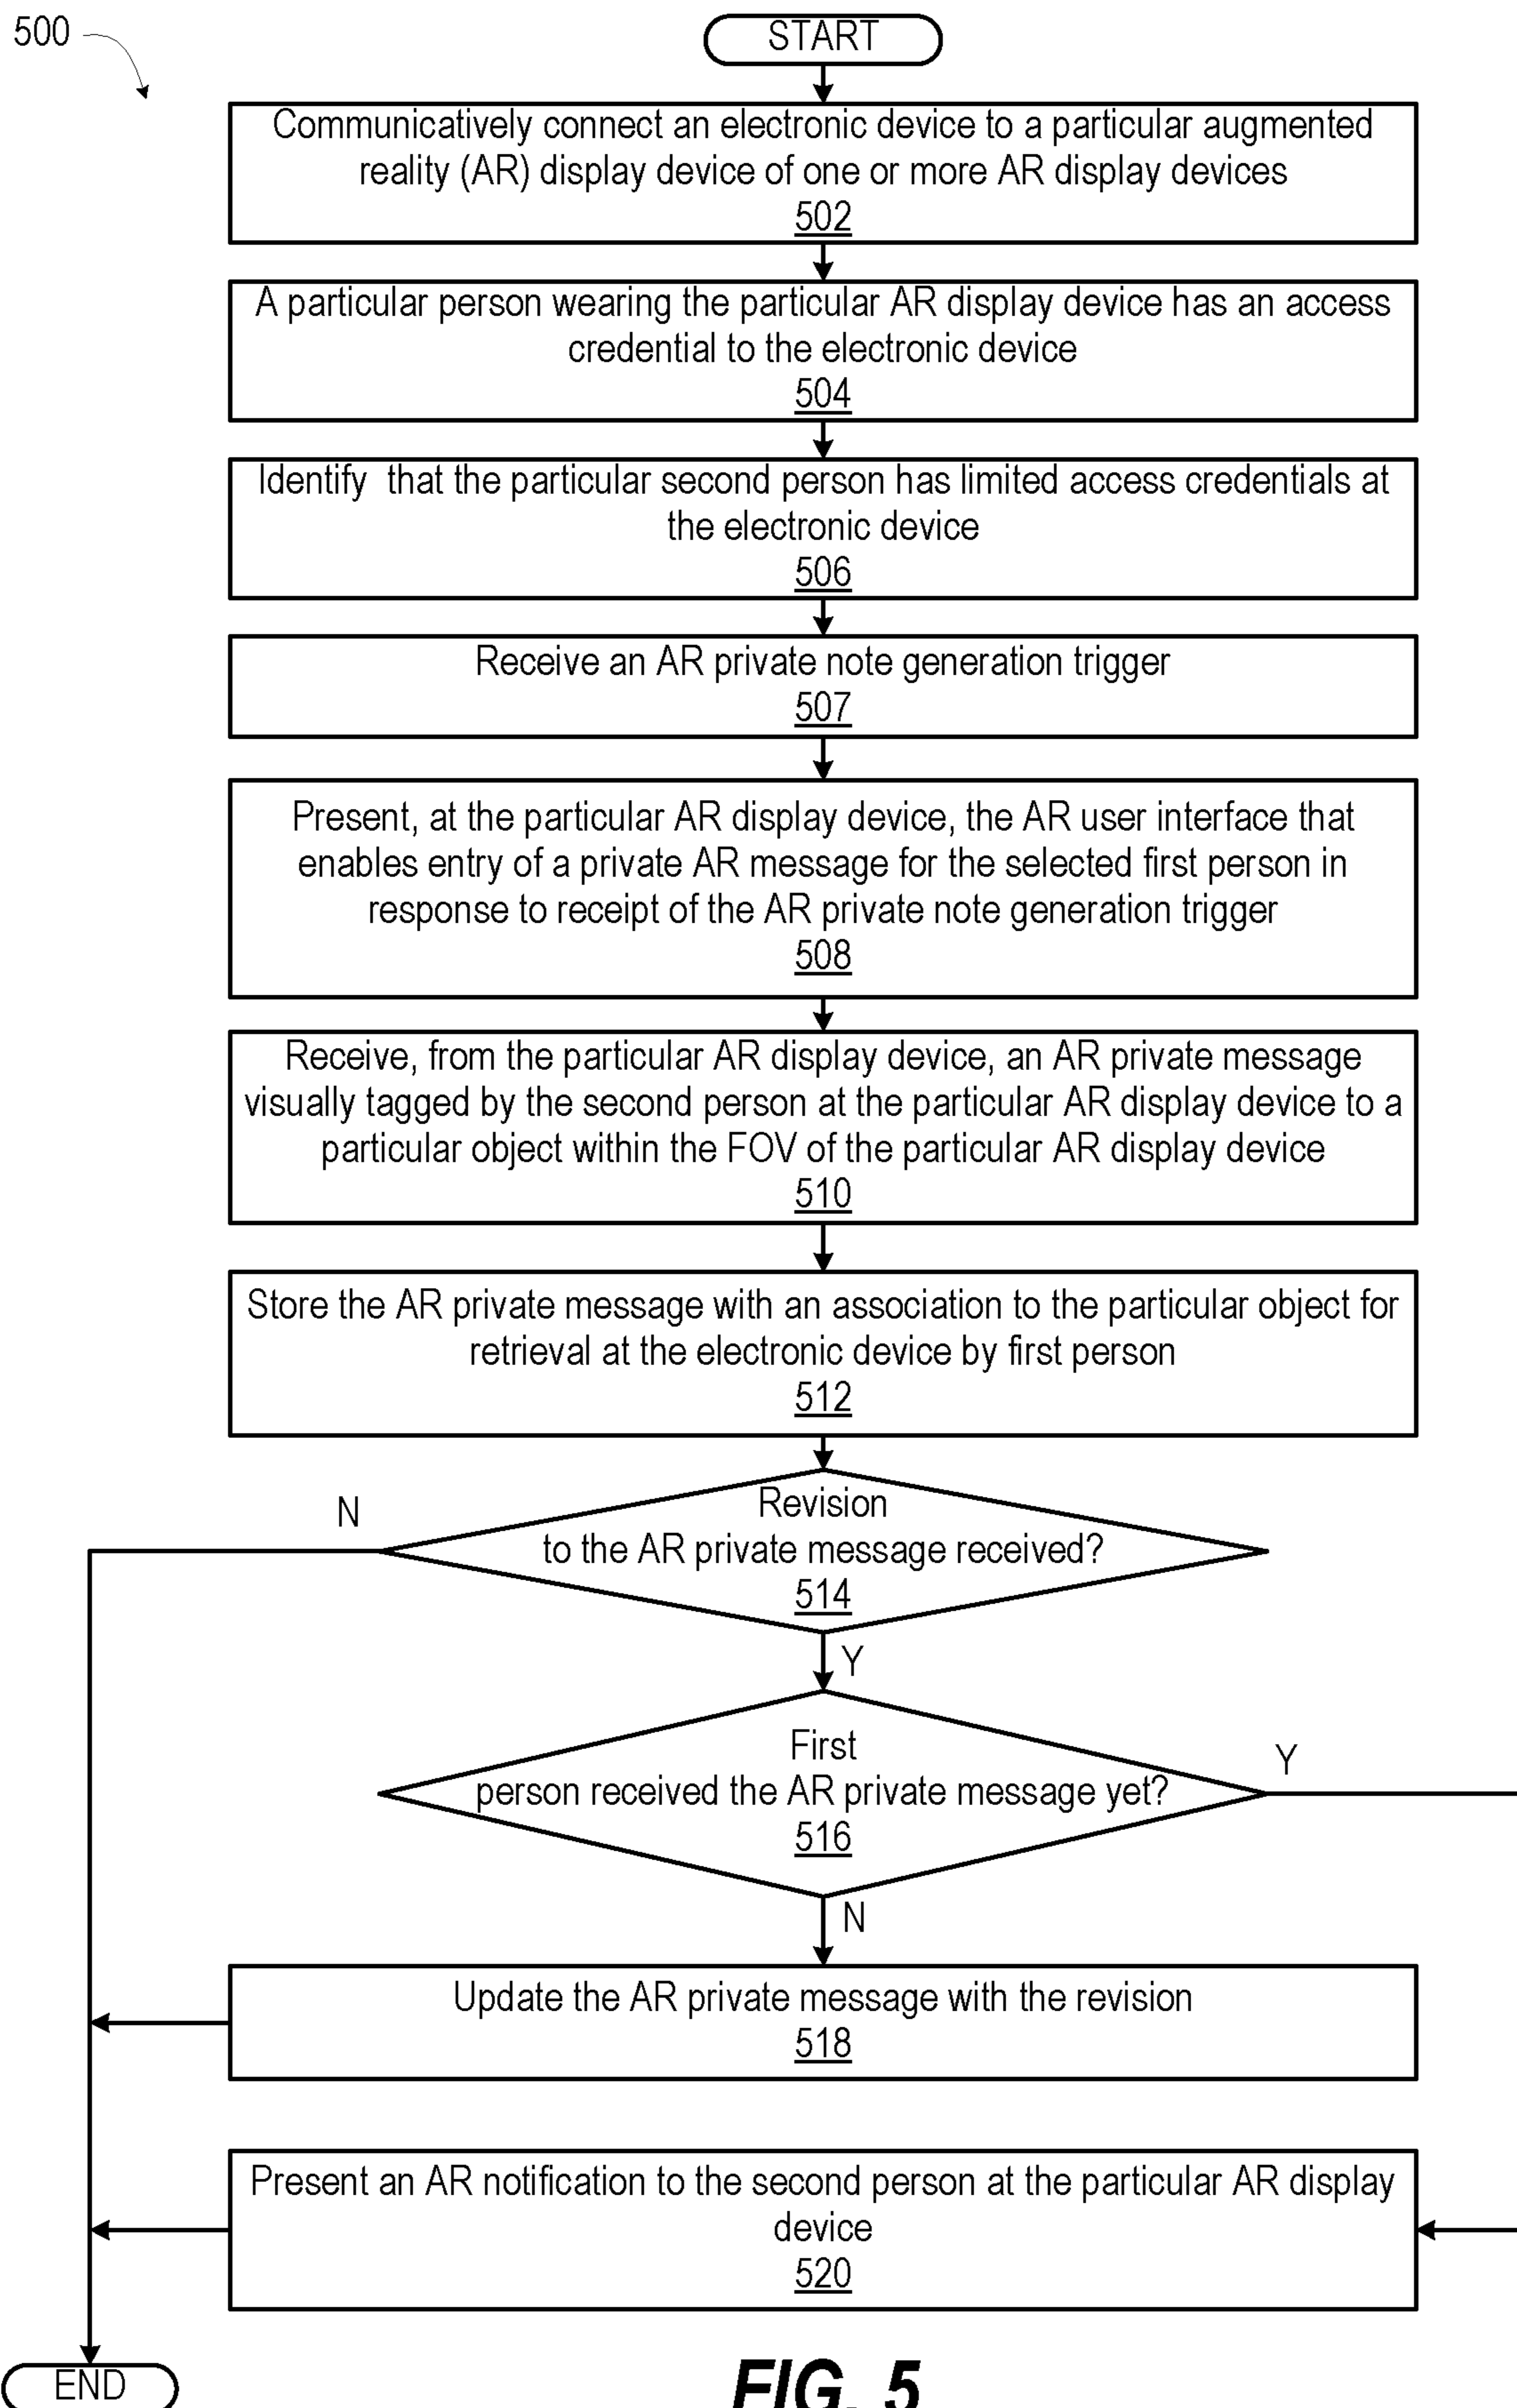 500
START
Communicatively connect an electronic device to a particular augmented
reality (AR) display device of one or more AR display devices
502
A particular person wearing the particular AR display device has an access
credential to the electronic device
504
Identify that the particular second person has limited access credentials at
the electronic device
506
Receive an AR private note generation trigger
507
Present, at the particular AR display device, the AR user interface that
enables entry of a private AR message for the selected first person in
response to receipt of the AR private note generation trigger
508
Receive, from the particular AR display device, an AR private message
visually tagged by the second person at the particular AR display device to a
particular object within the FOV of the particular AR display device
510
Store the AR private message with an association to the particular object for
retrieval at the electronic device by first person
512
N
Revision
to the AR private message received?
514
Y
First
person received the AR private message yet?
516
Y
N
Update the AR private message with the revision
518
Present an AR notification to the second person at the particular AR display
device
520
END
FIG. 5